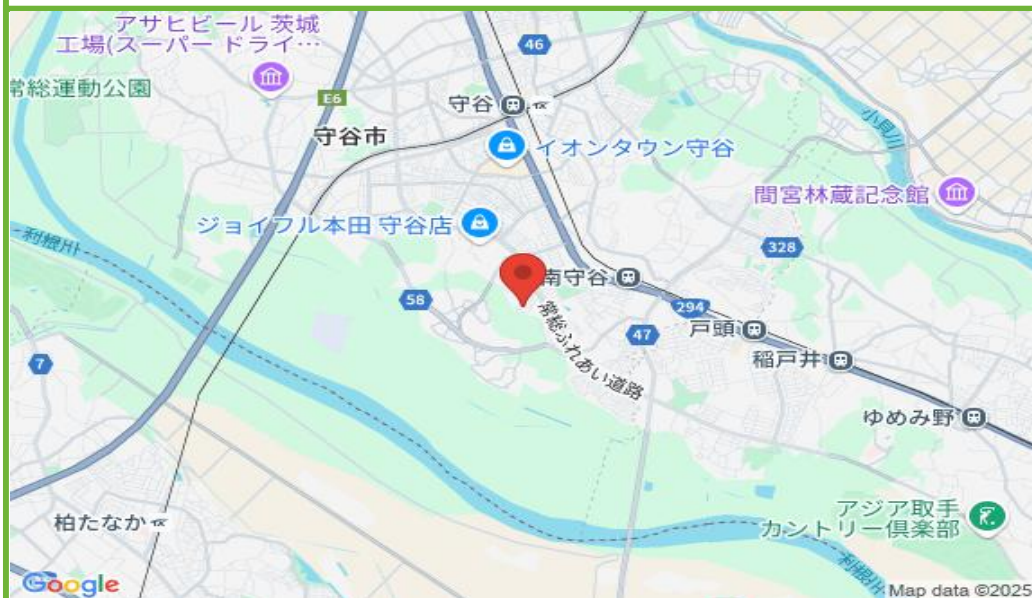 アサヒビール 茨城
工場(スーパー ドライ…
46
常総運動公園
E6
守谷
守谷市
イオンタウン守谷
小貝川
間宮林蔵記念館
ジョイフル本田 守谷店
利根川
328
南守谷
58
294
常総ふれあい道路
47
戸頭
7
稲戸井
ゆめみ野
柏たなか
アジア取手
カントリー倶楽部
利根川
Google
Map data ©2025